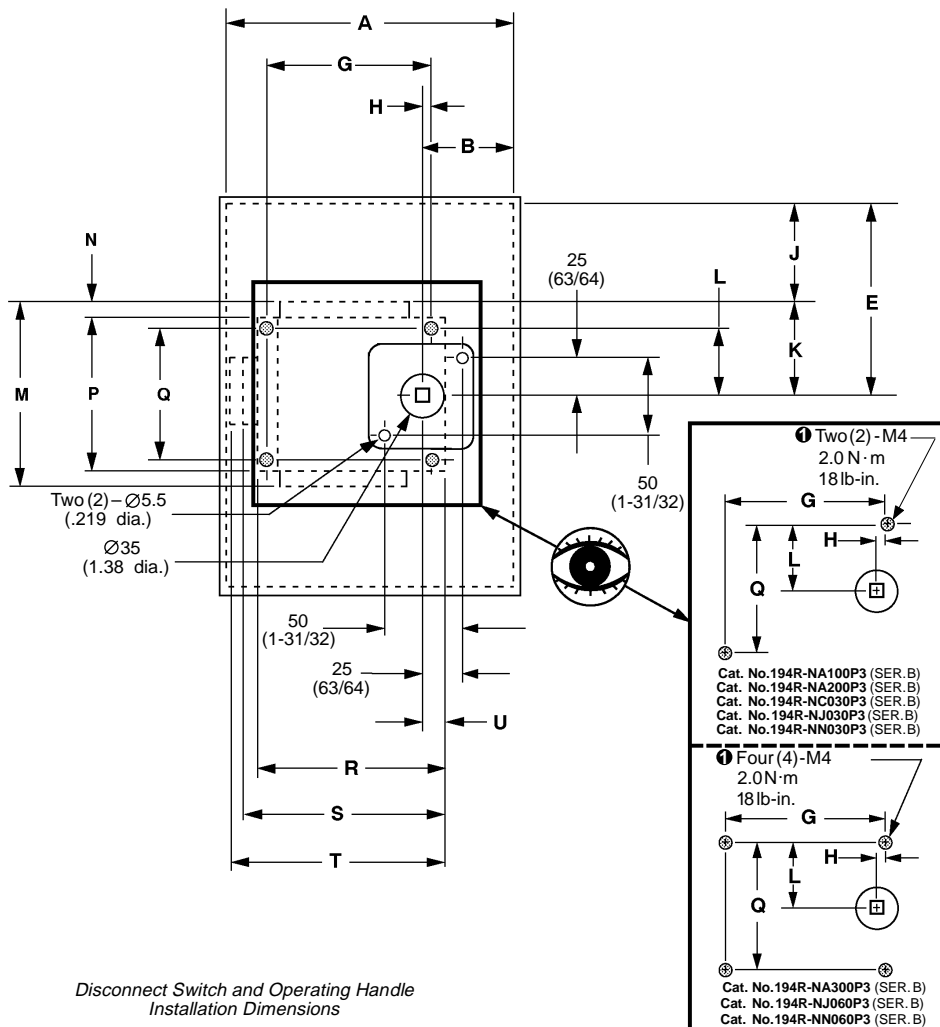 A
G
H
B
N
25
(63/64)
L
J
E
K
M
P
Q
50
(1-31/32)
Two (2) – Ø5.5
(.219 dia.)
Ø35
(1.38 dia.)
50
(1-31/32)
25
(63/64)
U
R
S
T
❶ Two (2) - M4
2.0 N·m
18 lb-in.
G
H
L
Q
Cat. No.194R-NA100P3 (SER.B)
Cat. No.194R-NA200P3 (SER.B)
Cat. No.194R-NC030P3 (SER.B)
Cat. No.194R-NJ030P3 (SER.B)
Cat. No.194R-NN030P3 (SER.B)
❶ Four (4)-M4
2.0 N·m
18 lb-in.
G
H
L
Q
Cat. No.194R-NA300P3 (SER.B)
Cat. No.194R-NJ060P3 (SER.B)
Cat. No.194R-NN060P3 (SER.B)
Disconnect Switch and Operating Handle
Installation Dimensions